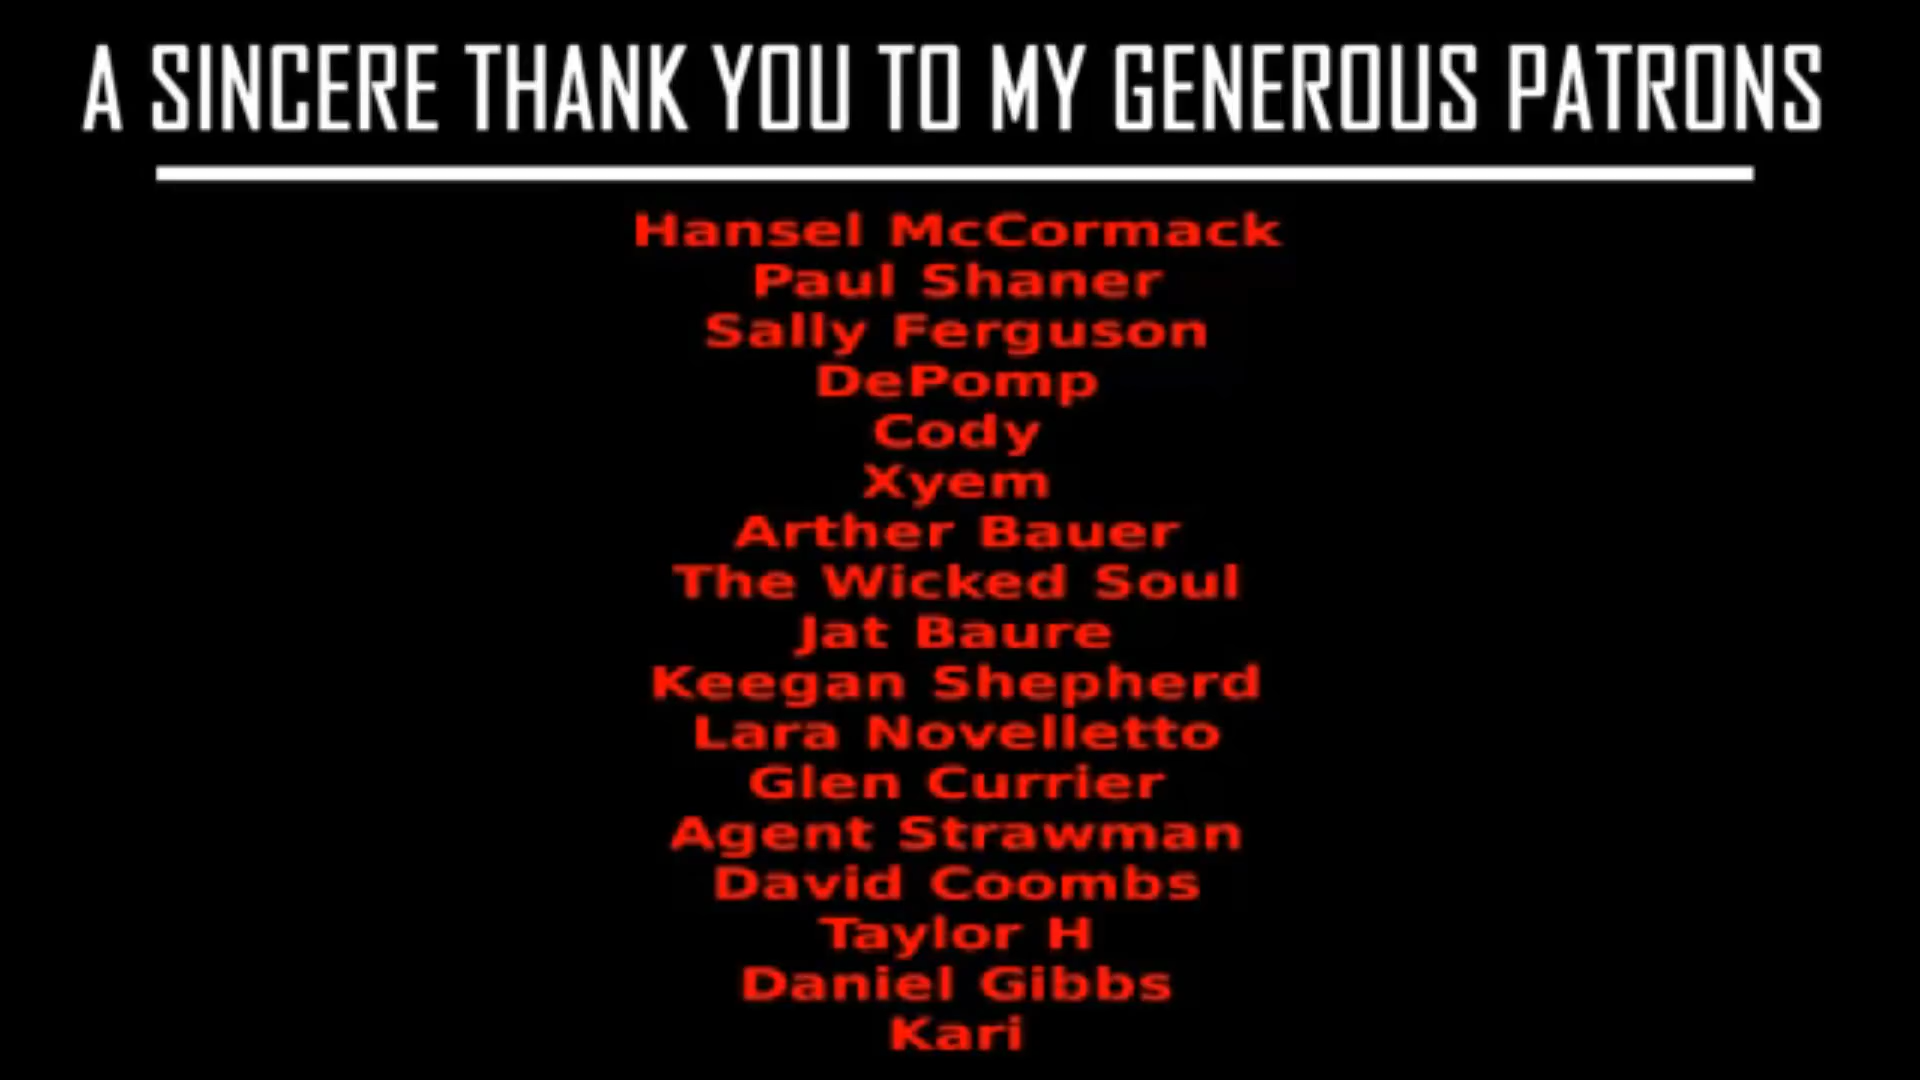 A SINCERE THANK YOU TO MY GENEROUS PATRONS
Hansel McCormack
Paul Shaner
Sally Ferguson
DePomp
Cody
Xyem
Arther Bauer
The Wicked Soul
Jat Baure
Keegan Shepherd
Lara Novelletto
Glen Currier
Agent Strawman
David Coombs
Taylor H
Daniel Gibbs
Kari